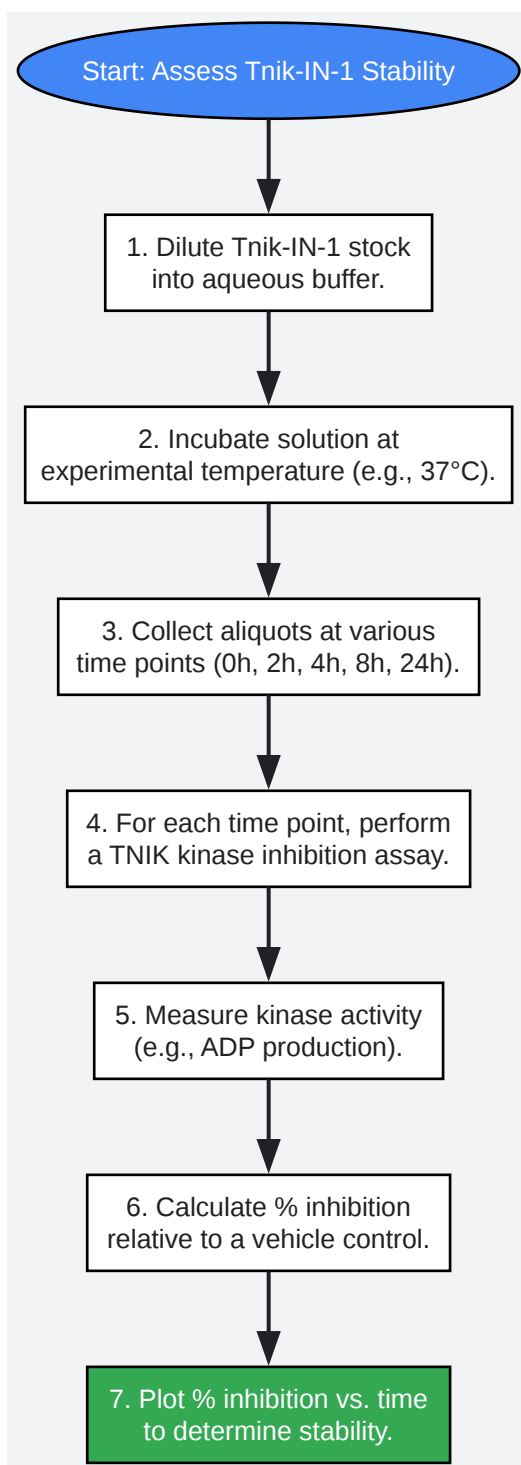 Start: Assess Tnik-IN-1 Stability
1. Dilute Tnik-IN-1 stock
into aqueous buffer.
2. Incubate solution at
experimental temperature (e.g., 37°C).
3. Collect aliquots at various
time points (0h, 2h, 4h, 8h, 24h).
4. For each time point, perform
a TNIK kinase inhibition assay.
5. Measure kinase activity
(e.g., ADP production).
6. Calculate % inhibition
relative to a vehicle control.
7. Plot % inhibition vs. time
to determine stability.